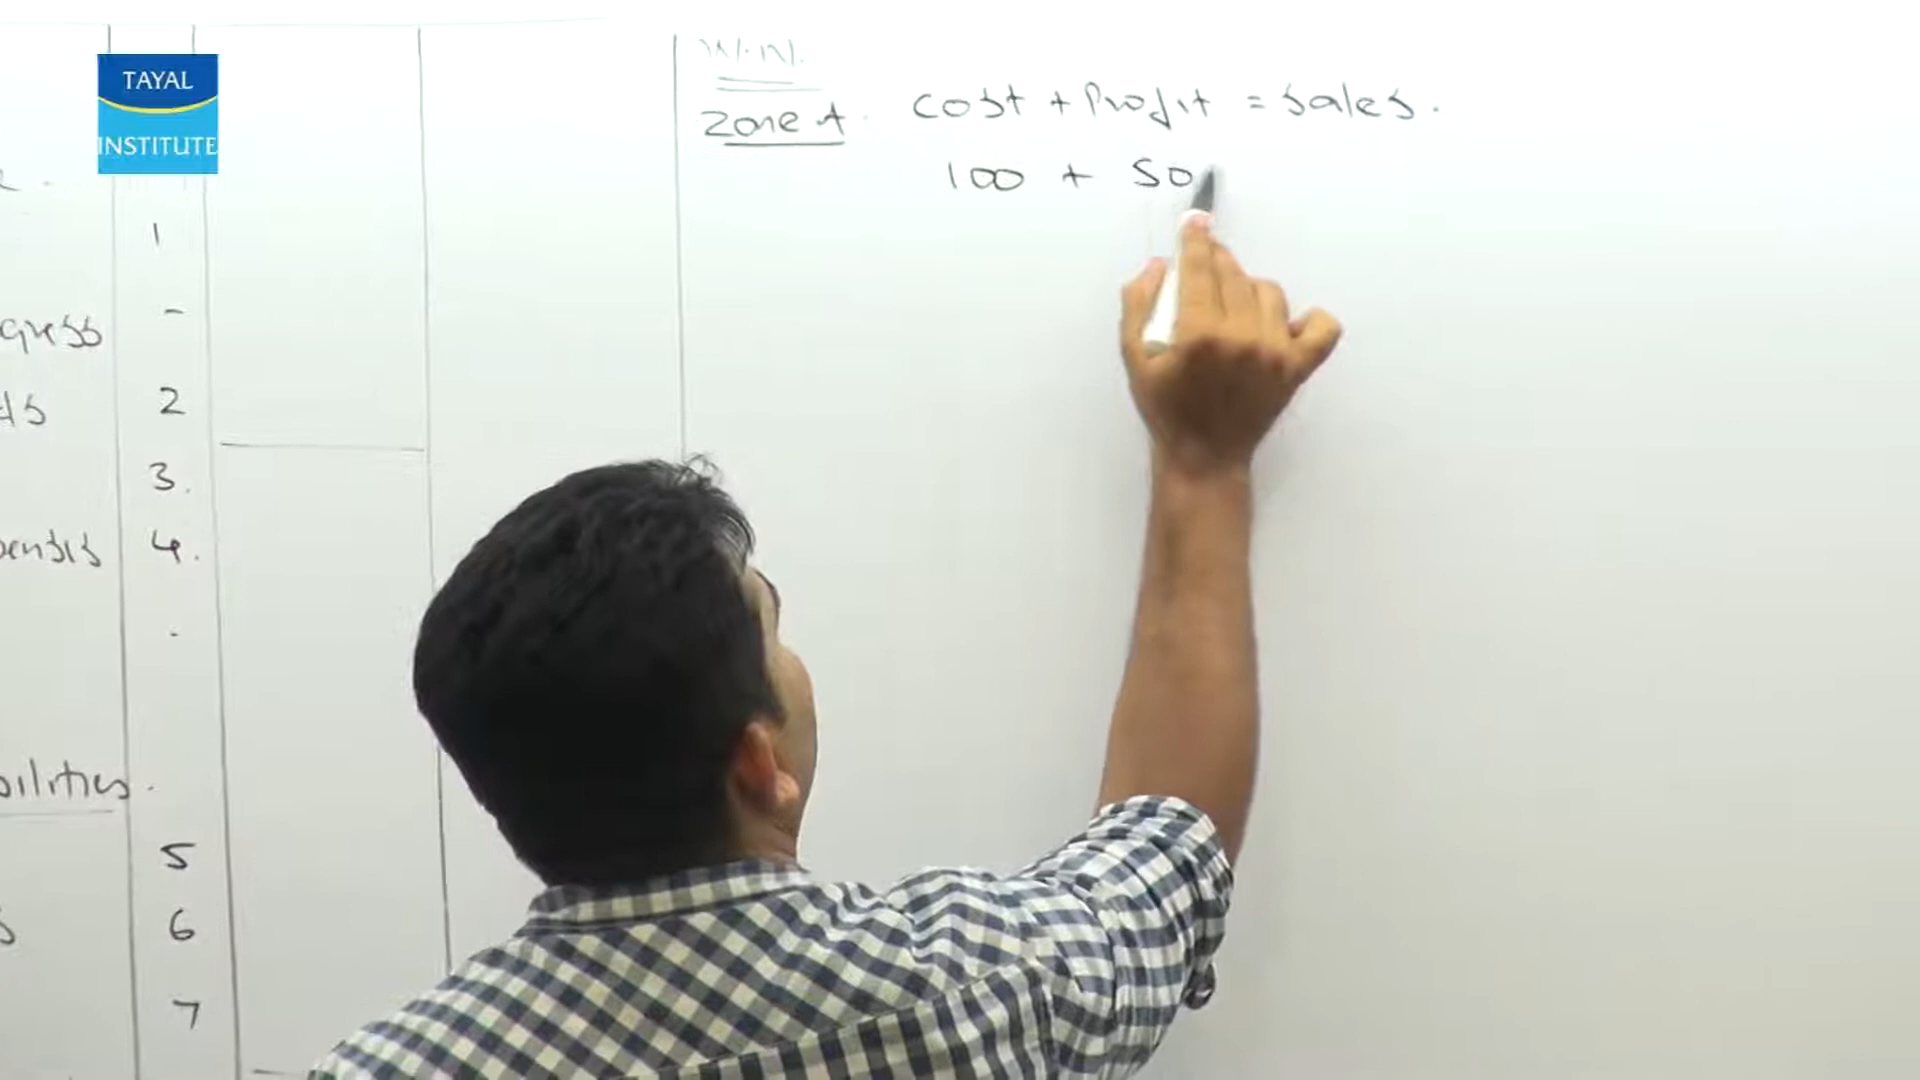 TAYAL
INSTITUTE
W.N.
Zone A. Cost + Profit = Sales.
100 + 50
1
-
2
3.
4.
5
6
7